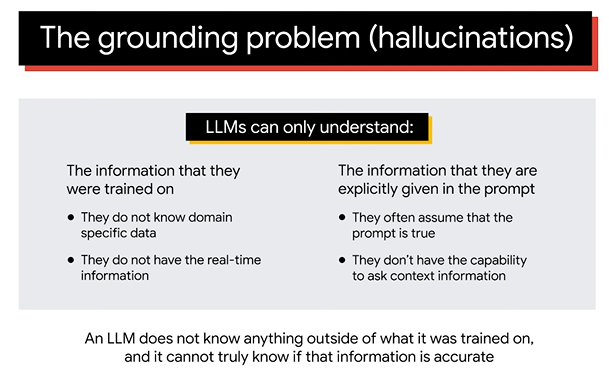 The grounding problem (hallucinations)
LLMs can only understand:
The information that they
were trained on
● They do not know domain
specific data
● They do not have the real-time
information
The information that they are
explicitly given in the prompt
● They often assume that the
prompt is true
● They don't have the capability
to ask context information
An LLM does not know anything outside of what it was trained on,
and it cannot truly know if that information is accurate